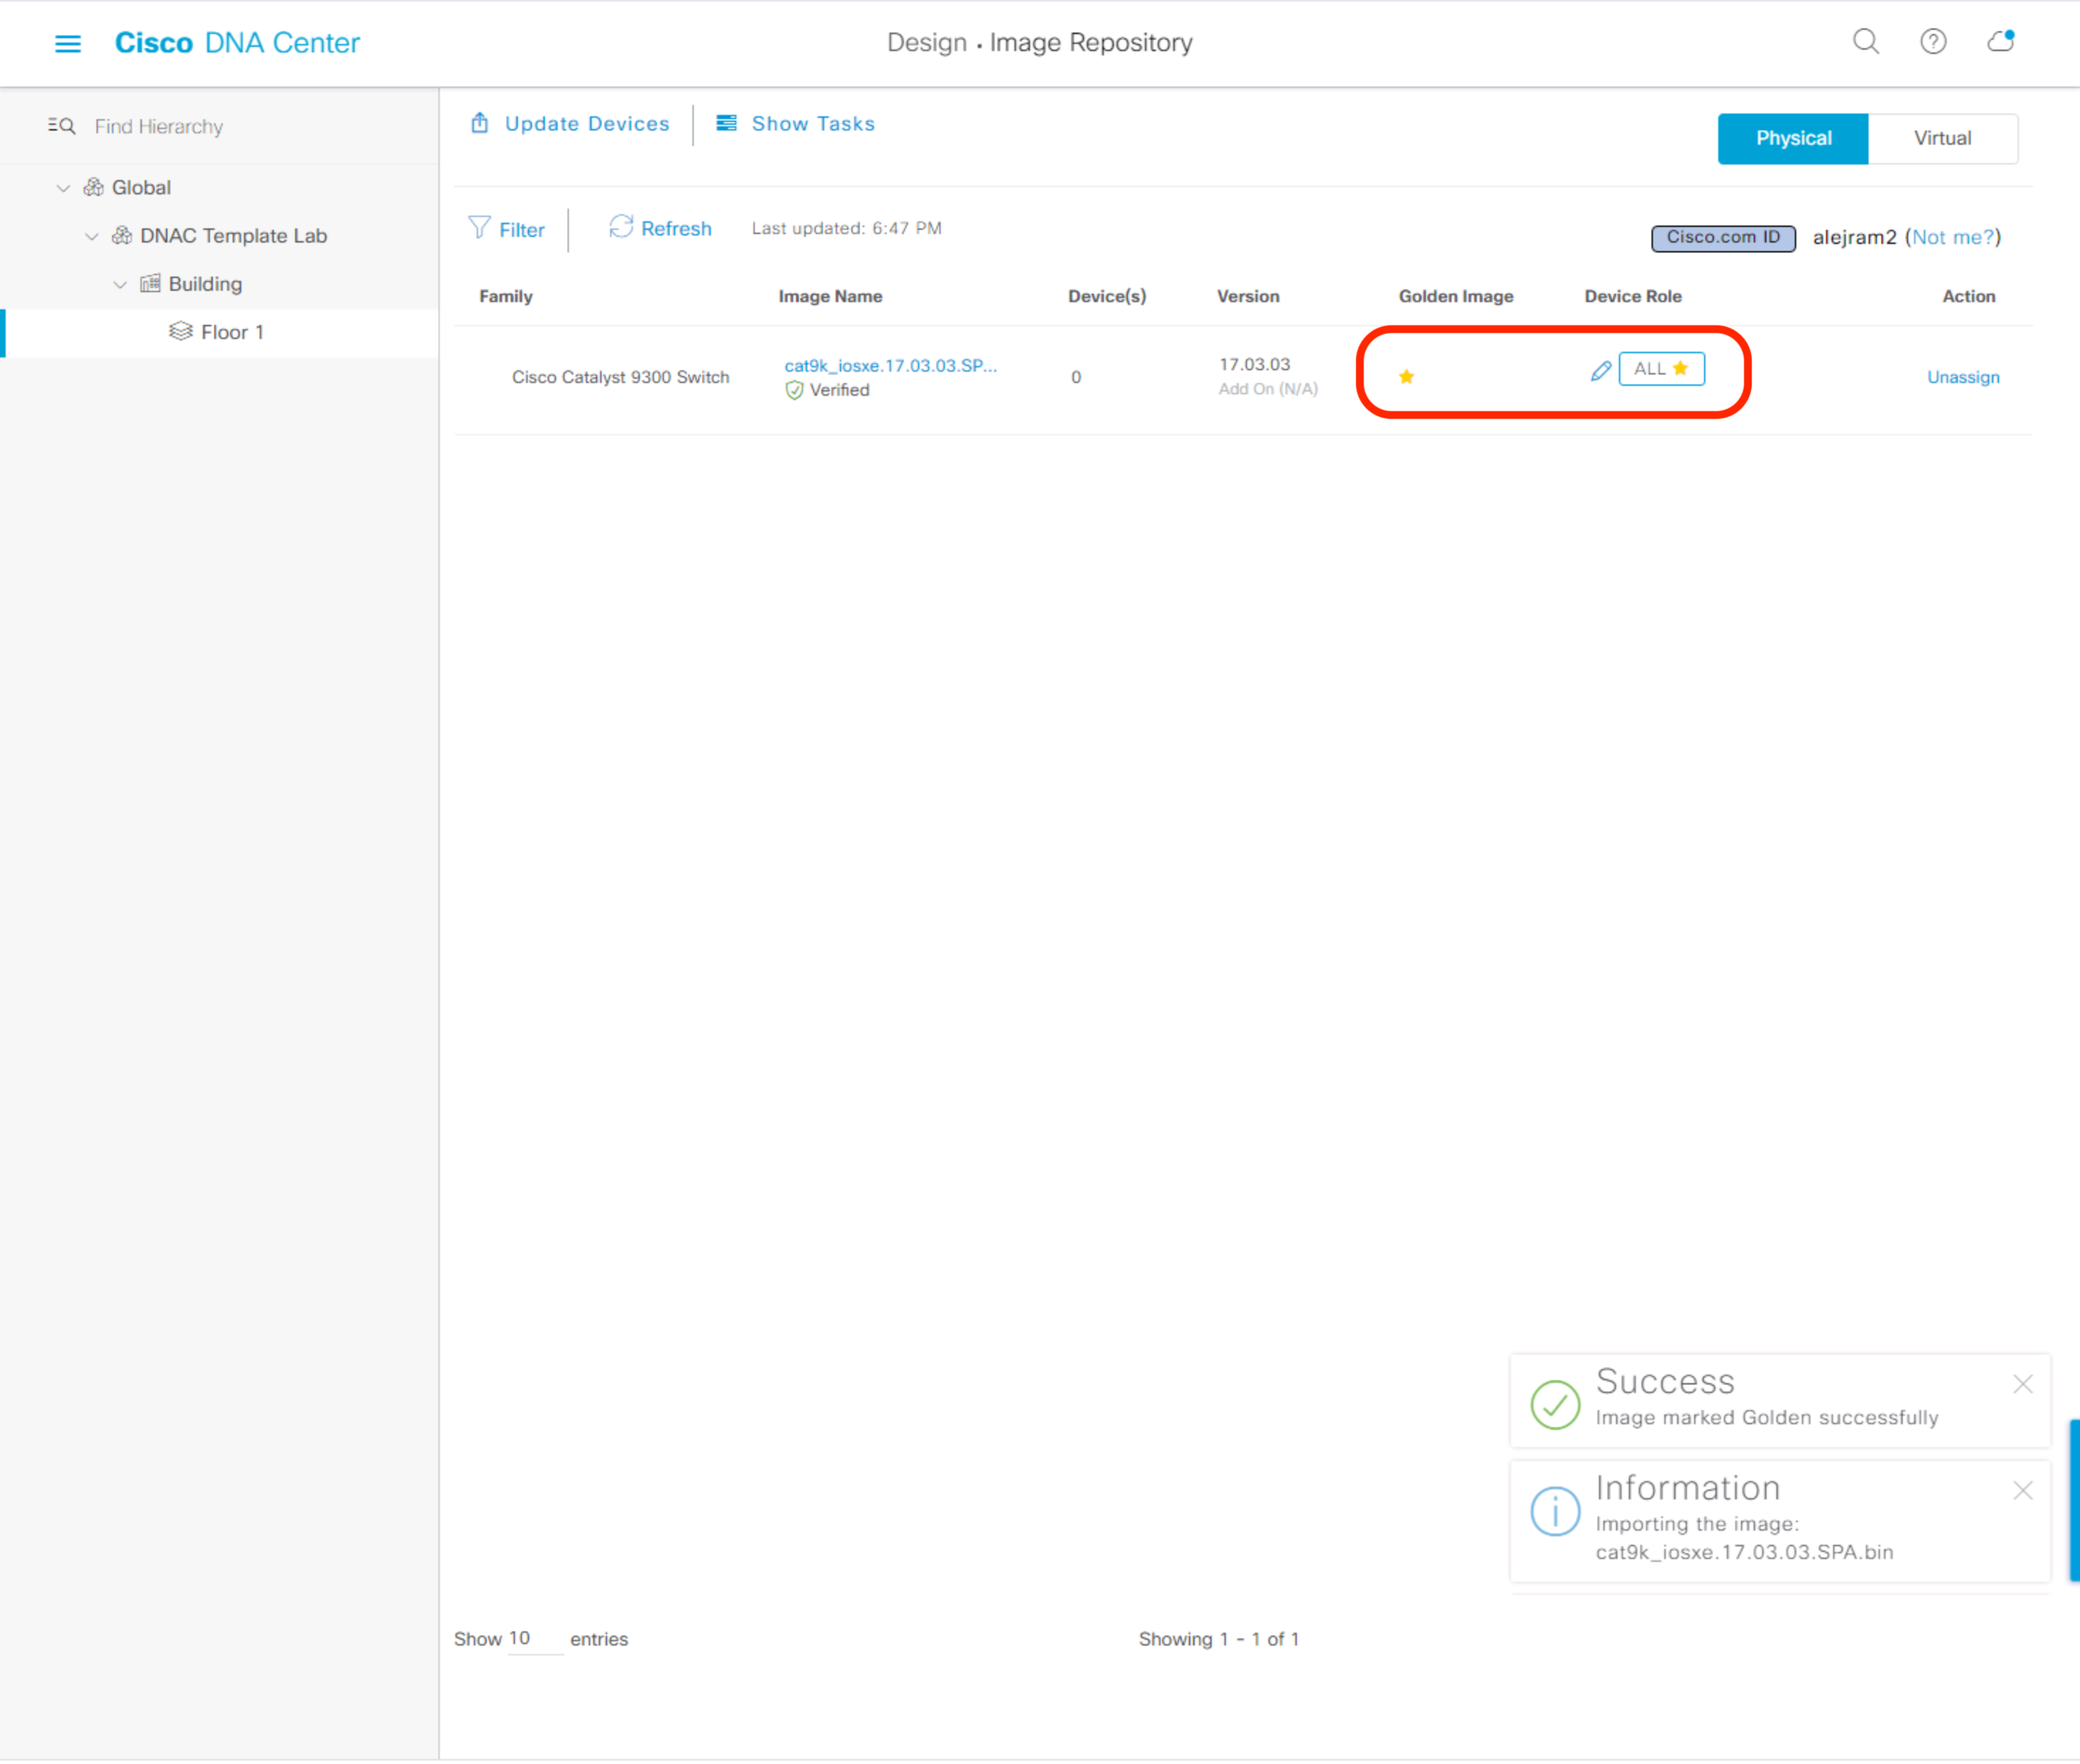 Cisco DNA Center
Design • Image Repository
Find Hierarchy
Global
DNAC Template Lab
Building
Floor 1
Update Devices
Show Tasks
Physical
Virtual
Filter
Refresh
Last updated: 6:47 PM
Cisco.com ID
alejram2 (Not me?)
Family Image Name Device(s) Version Golden Image Device Role Action
Cisco Catalyst 9300 Switch
cat9k_iosxe.17.03.03.SP...
Verified
0
17.03.03
Add On (N/A)
ALL
Unassign
Success
Image marked Golden successfully
Information
Importing the image:
cat9k_iosxe.17.03.03.SPA.bin
Show 10 entries
Showing 1 - 1 of 1